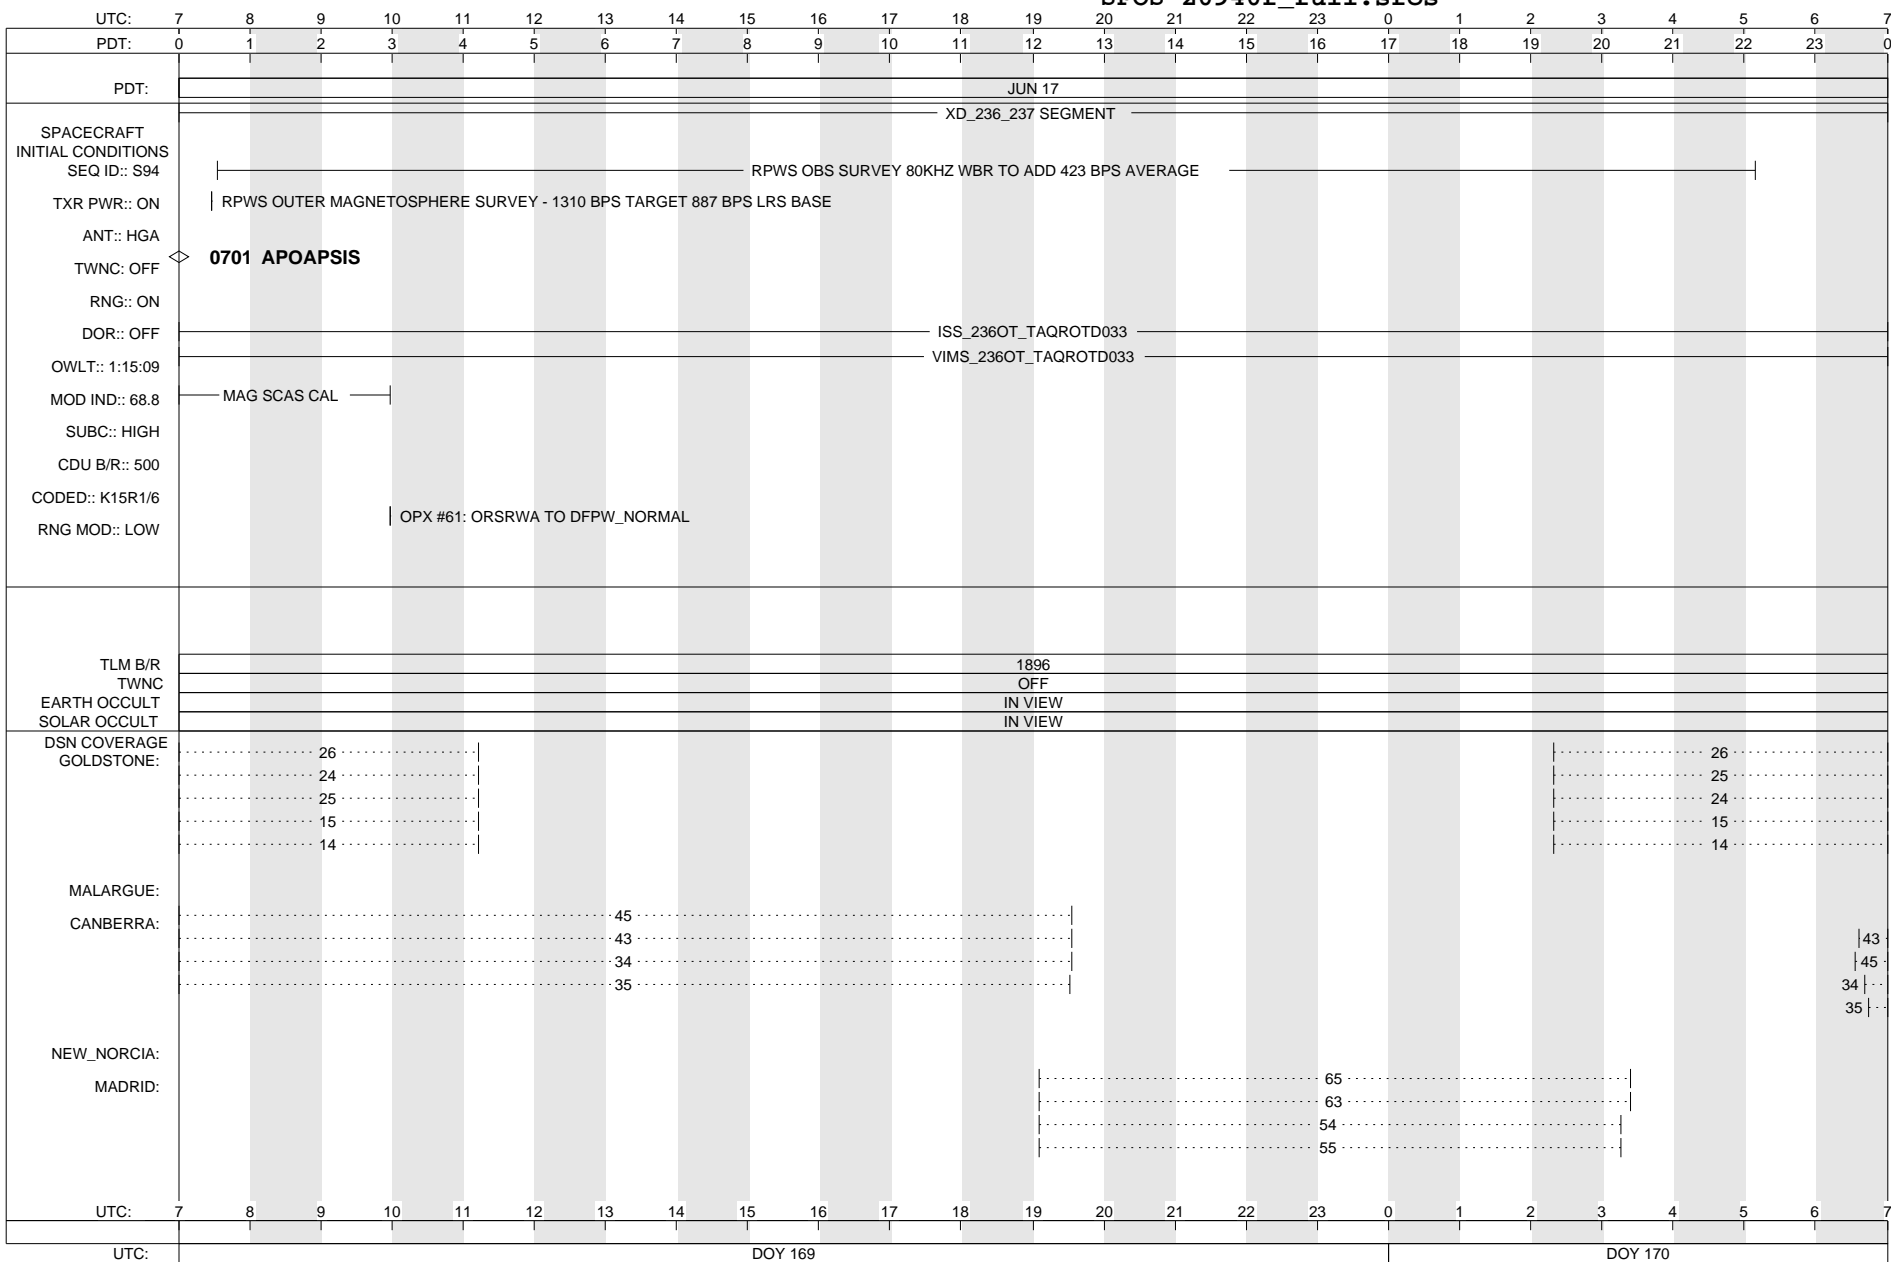 UTC: 7 8 9 10 11 12 13 14 15 16 17 18 19 20 21 22 23 0 1 2 3 4 5 6 7
PDT: 0 1 2 3 4 5 6 7 8 9 10 11 12 13 14 15 16 17 18 19 20 21 22 23 0
PDT: JUN 17
XD_236_237 SEGMENT
SPACECRAFT
INITIAL CONDITIONS
SEQ ID:: S94
RPWS OBS SURVEY 80KHZ WBR TO ADD 423 BPS AVERAGE
TXR PWR:: ON
RPWS OUTER MAGNETOSPHERE SURVEY - 1310 BPS TARGET 887 BPS LRS BASE
ANT:: HGA
0701 APOAPSIS
TWNC: OFF
RNG:: ON
DOR:: OFF
ISS_236OT_TAQROTD033
VIMS_236OT_TAQROTD033
OWLT:: 1:15:09
MOD IND:: 68.8
MAG SCAS CAL
SUBC:: HIGH
CDU B/R:: 500
CODED:: K15R1/6
OPX #61: ORSRWA TO DFPW_NORMAL
RNG MOD:: LOW
TLM B/R 1896
TWNC OFF
EARTH OCCULT IN VIEW
SOLAR OCCULT IN VIEW
DSN COVERAGE
GOLDSTONE:
26 26
24 25
25 24
15 15
14 14
MALARGUE:
CANBERRA:
45
43 43
34 45
35 34
35
NEW_NORCIA:
MADRID:
65
63
54
55
UTC: 7 8 9 10 11 12 13 14 15 16 17 18 19 20 21 22 23 0 1 2 3 4 5 6 7
UTC: DOY 169 DOY 170